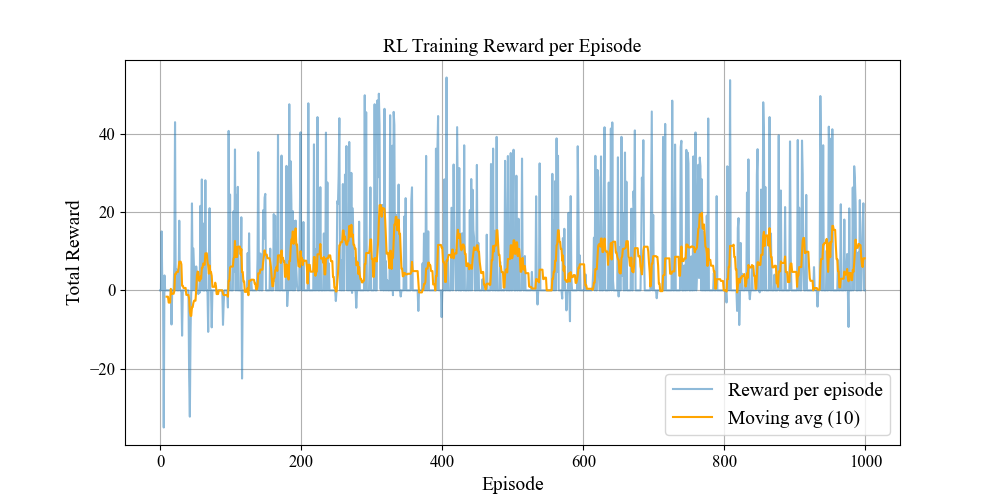 RL Training Reward per Episode
Total Reward
40
20
0
−20
0
200
400
600
800
1000
Episode
Reward per episode
Moving avg (10)